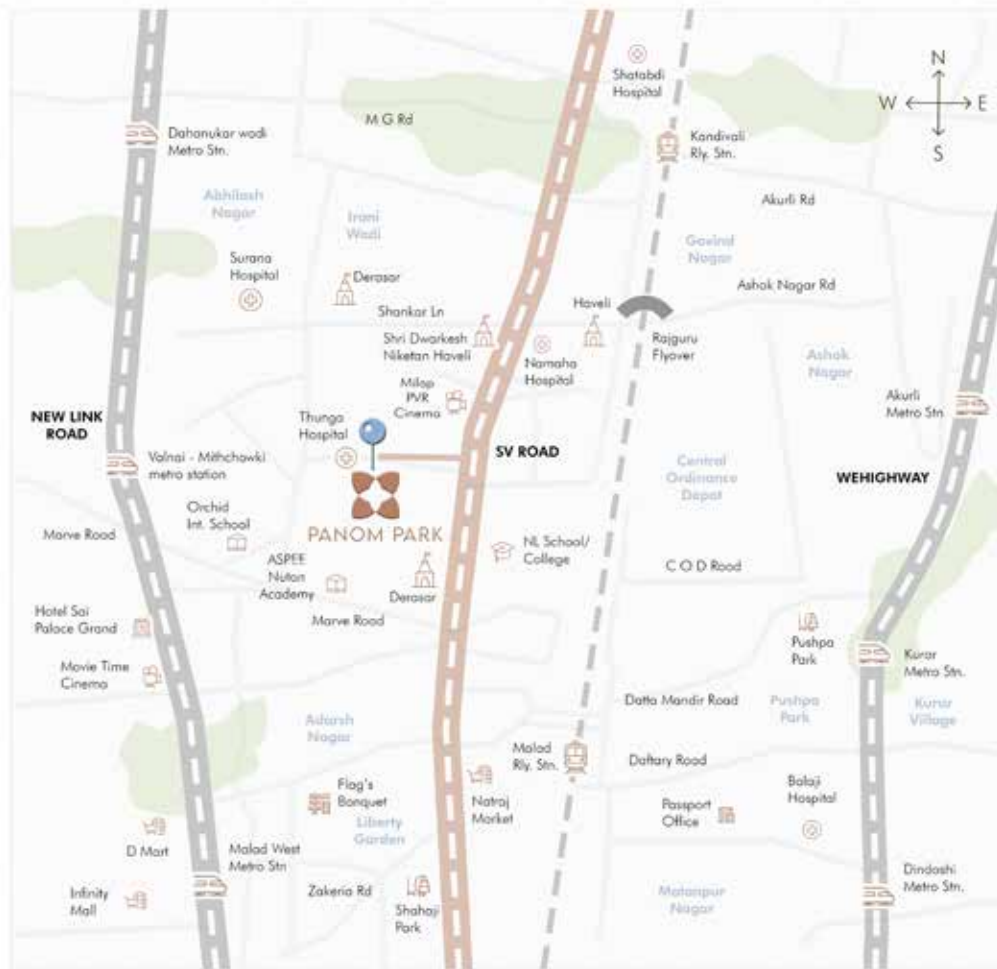 N
W
E
S
Shatabdi
Hospital
M G Rd
Dahanukar wadi
Metro Stn.
Kandivali
Rly. Stn.
Abhilash
Nagar
Irani
Wadi
Akurli Rd
Govind
Nagar
Surana
Hospital
Derasar
Ashok Nagar Rd
Shankar Ln
Haveli
Shri Dwarkesh
Niketan Haveli
Namaha
Hospital
Rajguru
Flyover
Ashok
Nagar
Milap
PVR
Cinema
Akurli
Metro Stn
NEW LINK
ROAD
Thunga
Hospital
SV ROAD
Valnai - Mithchowki
metro station
Central
Ordinance
Depot
WEHIGHWAY
Orchid
Int. School
PANOM PARK
Marve Road
NL School/
College
ASPEE
Nutan
Academy
C O D Road
Derasar
Marve Road
Hotel Sai
Palace Grand
Pushpa
Park
Kurar
Metro Stn.
Movie Time
Cinema
Datta Mandir Road
Pushpa
Park
Kurar
Village
Adarsh
Nagar
Malad
Rly. Stn.
Daftary Road
Flag's
Banquet
Natraj
Market
Passport
Office
Balaji
Hospital
Liberty
Garden
D Mart
Malad West
Metro Stn
Dindoshi
Metro Stn.
Infinity
Mall
Zakeria Rd
Shahaji
Park
Nagar